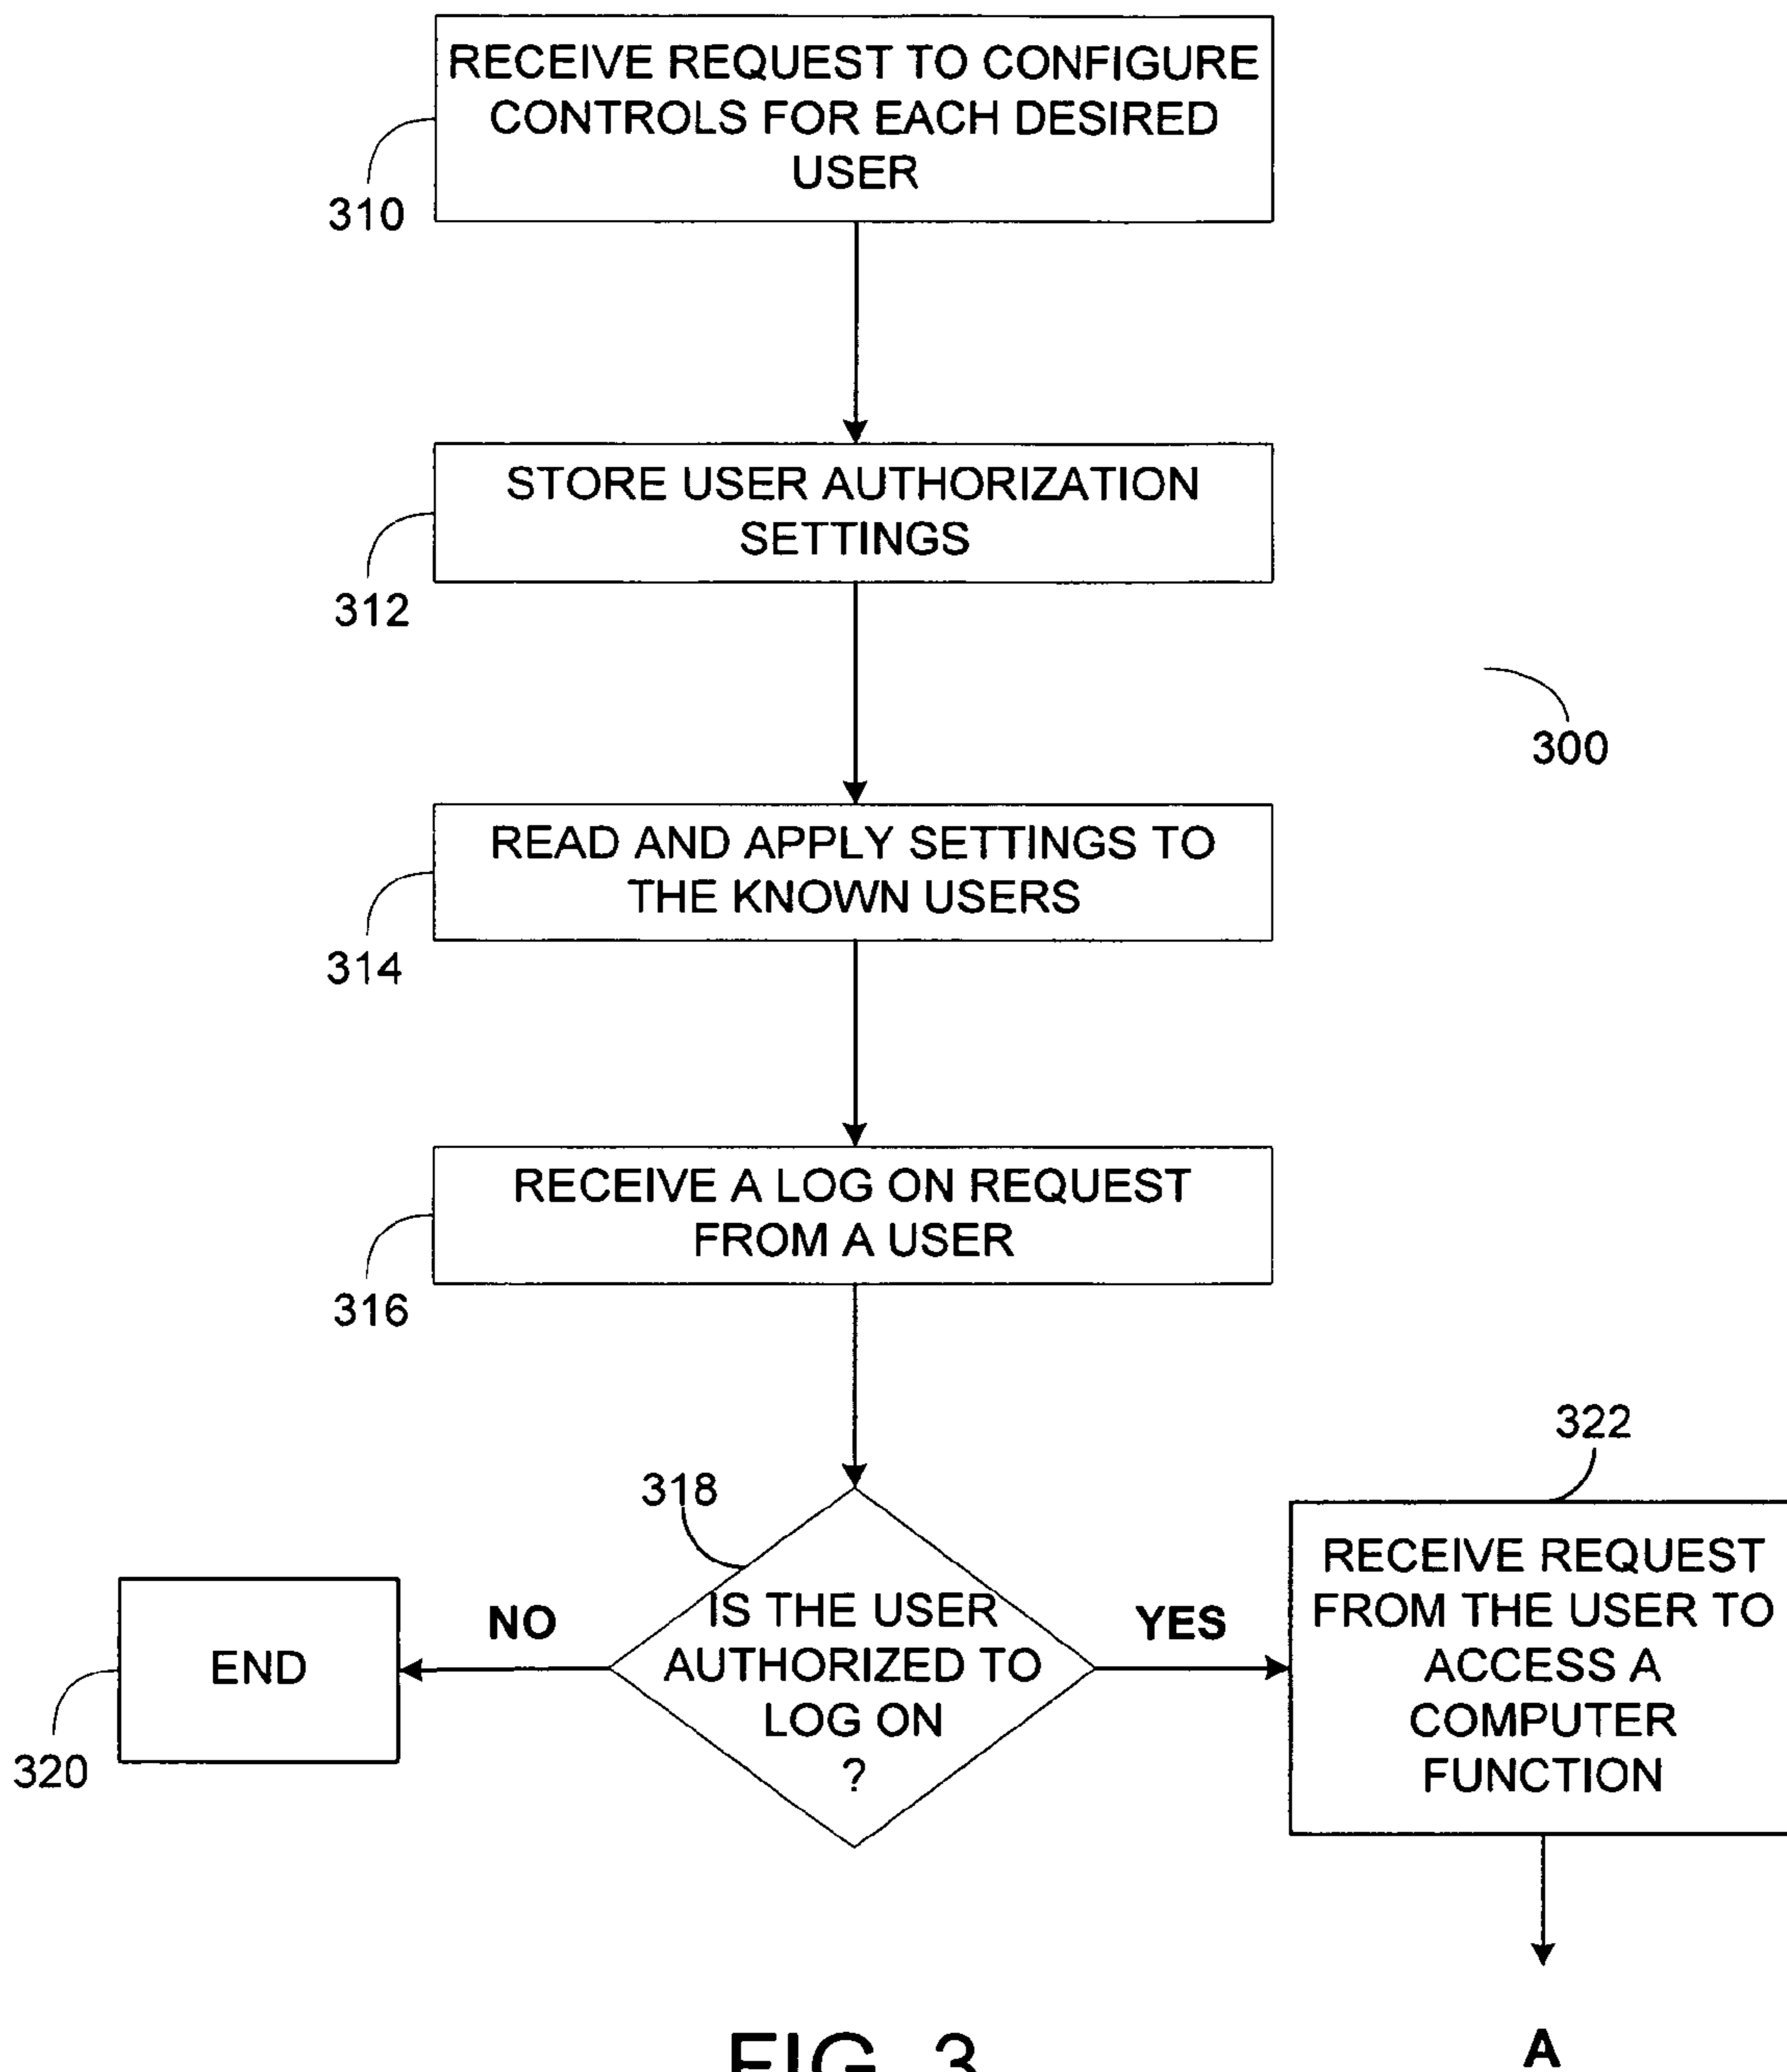 RECEIVE REQUEST TO CONFIGURE
CONTROLS FOR EACH DESIRED
USER
310
STORE USER AUTHORIZATION
SETTINGS
312
300
READ AND APPLY SETTINGS TO
THE KNOWN USERS
314
RECEIVE A LOG ON REQUEST
FROM A USER
316
318
IS THE USER
AUTHORIZED TO
LOG ON
?
NO
END
320
YES
322
RECEIVE REQUEST
FROM THE USER TO
ACCESS A
COMPUTER
FUNCTION
A
FIG. 3